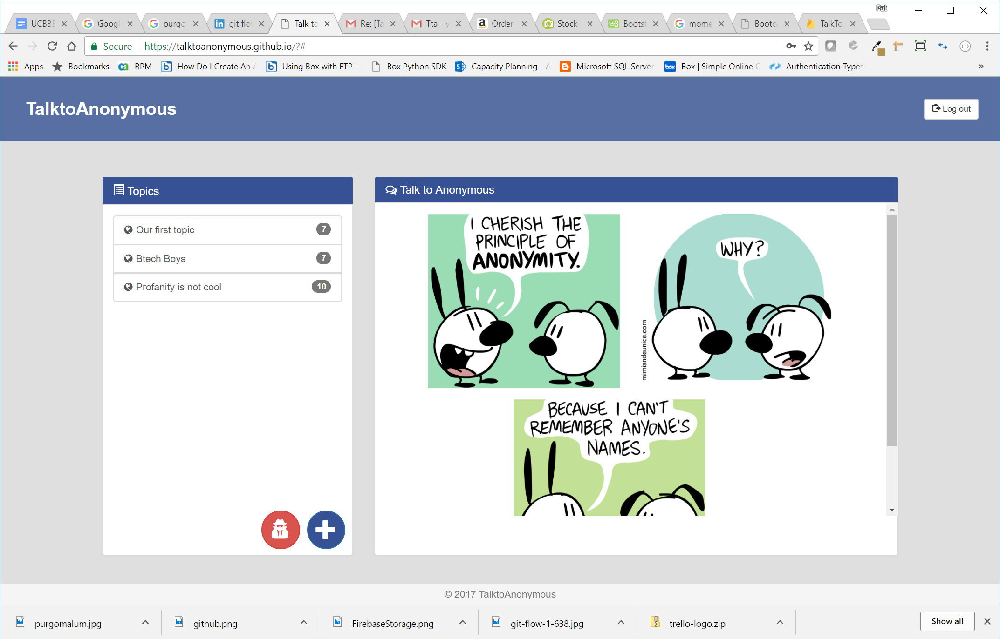 Pat
UCBBE
Googl
purgo
git flo
Talk to
Re: [Ta
Tta - y
Order
Stock
Bootst
mome
Bootca
TalkTo
Secure
https://talktoanonymous.github.io/?#
Apps
Bookmarks
RPM
How Do I Create An A
Using Box with FTP -
Box Python SDK
Capacity Planning - A
Microsoft SQL Server
Box | Simple Online C
Authentication Types
»
TalktoAnonymous
Log out
Topics
Our first topic 7
Btech Boys 7
Profanity is not cool 10
Talk to Anonymous
I CHERISH THE
PRINCIPLE OF
ANONYMITY.
WHY?
mimiandeunice.com
BECAUSE I CAN'T
REMEMBER ANYONE'S
NAMES.
© 2017 TalktoAnonymous
purgomalum.jpg
github.png
FirebaseStorage.png
git-flow-1-638.jpg
trello-logo.zip
Show all